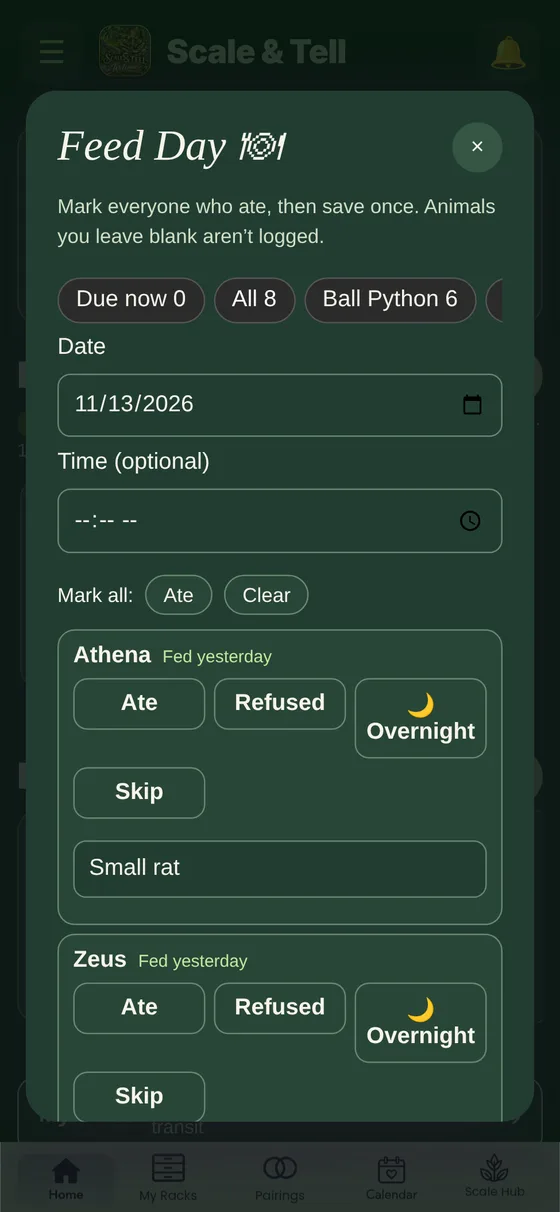 Scale & Tell
Feed Day 🍽
×
Mark everyone who ate, then save once. Animals
you leave blank aren’t logged.
Due now 0
All 8
Ball Python 6
Date
11/13/2026
Time (optional)
--:-- --
Mark all:
Ate
Clear
Athena Fed yesterday
Ate
Refused
🌙
Overnight
Skip
Small rat
Zeus Fed yesterday
Ate
Refused
🌙
Overnight
Skip
transit
Home
My Racks
Pairings
Calendar
Scale Hub